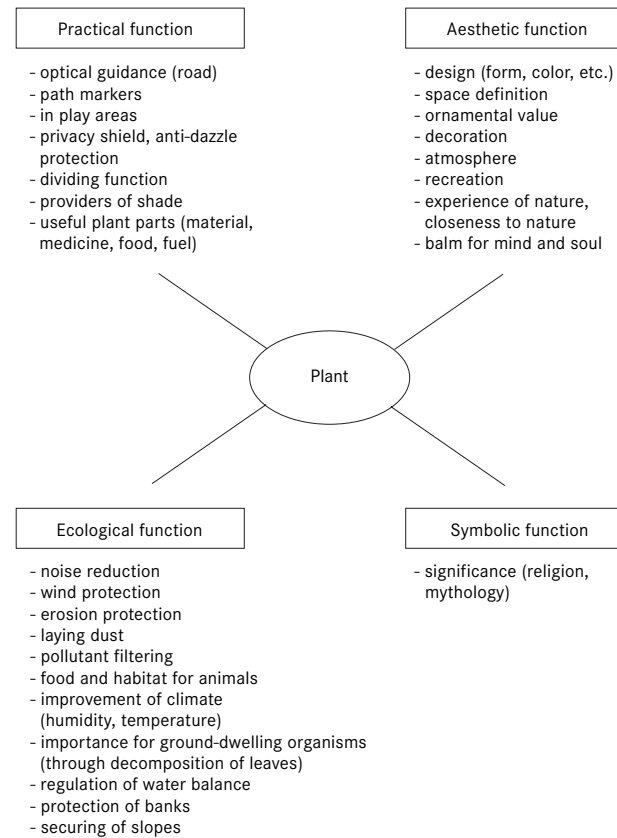 Practical function
- optical guidance (road)
- path markers
- in play areas
- privacy shield, anti-dazzle
protection
- dividing function
- providers of shade
- useful plant parts (material,
medicine, food, fuel)
Aesthetic function
- design (form, color, etc.)
- space definition
- ornamental value
- decoration
- atmosphere
- recreation
- experience of nature,
closeness to nature
- balm for mind and soul
Plant
Ecological function
- noise reduction
- wind protection
- erosion protection
- laying dust
- pollutant filtering
- food and habitat for animals
- improvement of climate
(humidity, temperature)
- importance for ground-dwelling organisms
(through decomposition of leaves)
- regulation of water balance
- protection of banks
- securing of slopes
Symbolic function
- significance (religion,
mythology)